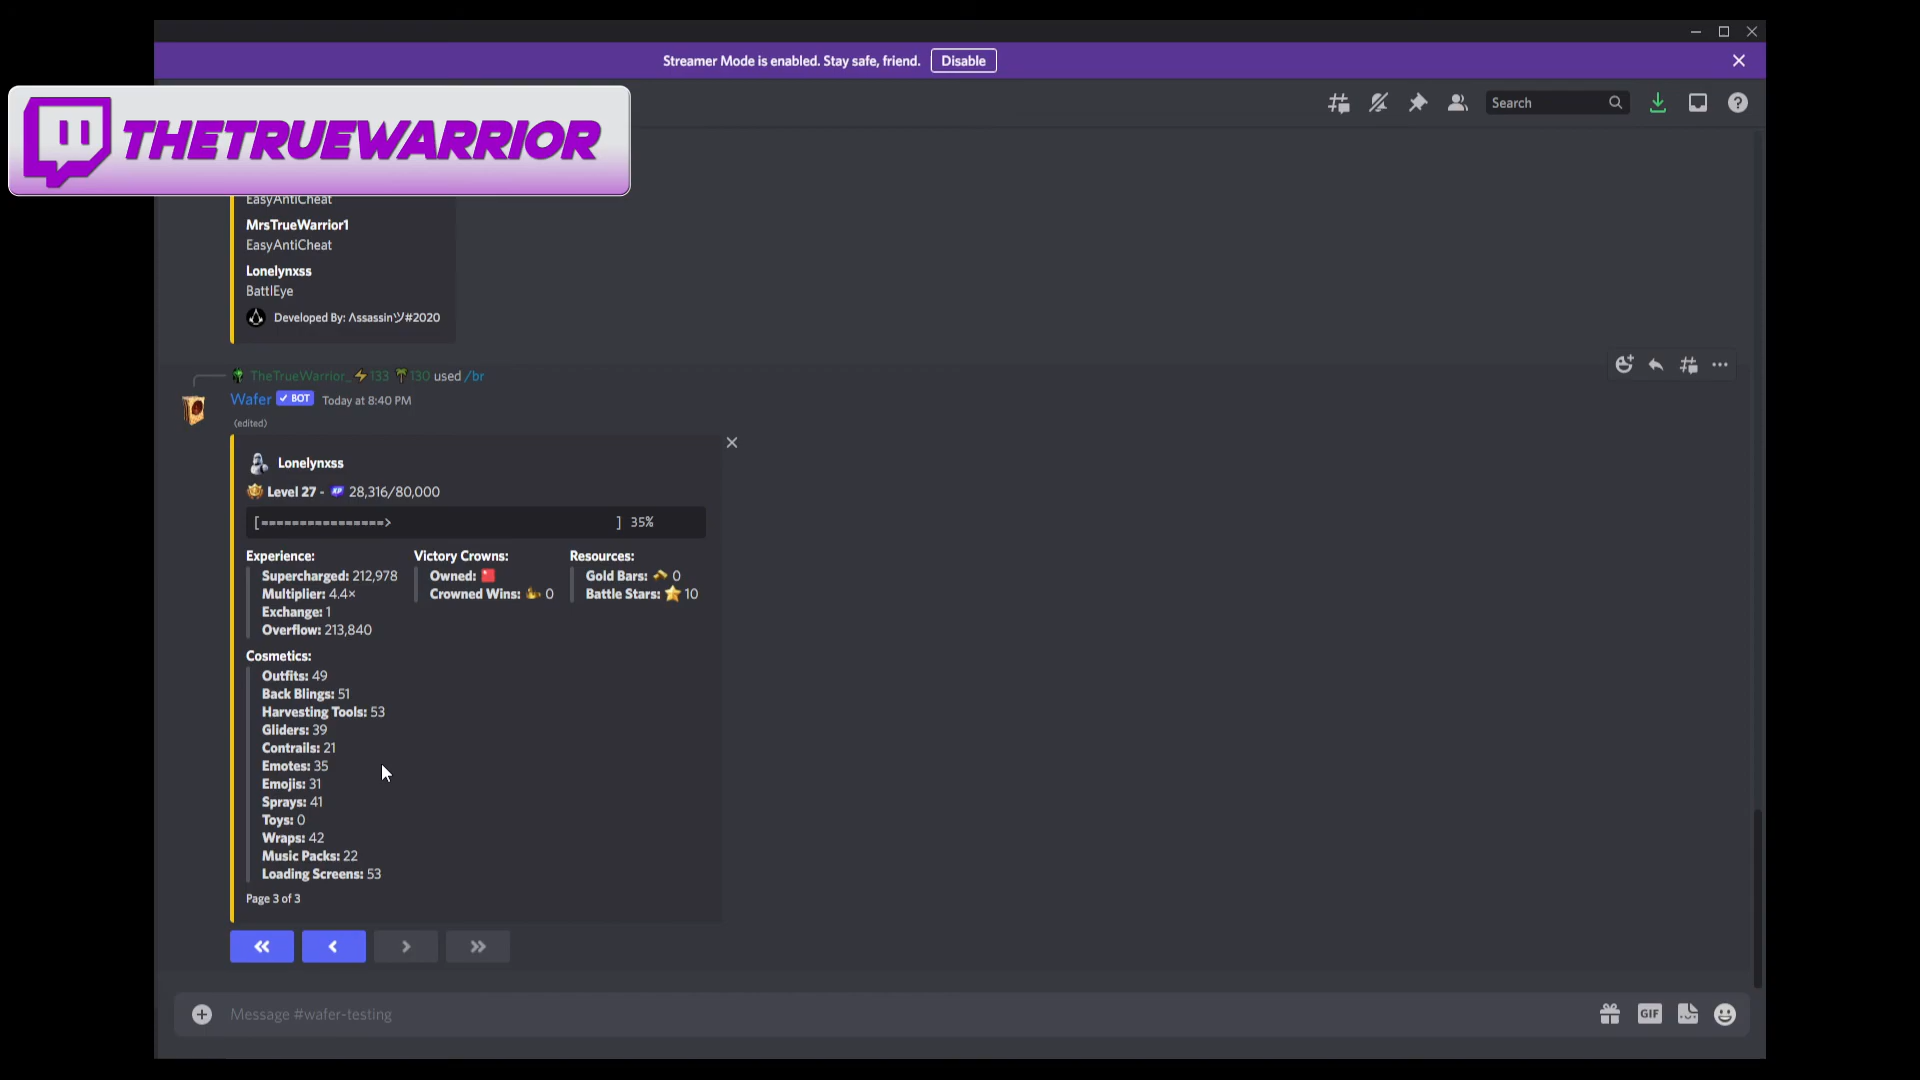 Streamer Mode is enabled. Stay safe, friend. Disable
THETRUEWARRIOR
Search
EasyAntiCheat
MrsTrueWarrior1
EasyAntiCheat
Lonelynxss
BattlEye
Developed By: Λssassinツ#2020
TheTrueWarrior_⚡133 🌴130 used /br
Wafer ✓ BOT Today at 8:40 PM
(edited)
Lonelynxss
Level 27 - XP 28,316/80,000
[================> ] 35%
Experience: Victory Crowns: Resources:
Supercharged: 212,978 Owned: Gold Bars: 0
Multiplier: 4.4× Crowned Wins: 0 Battle Stars: 10
Exchange: 1
Overflow: 213,840
Cosmetics:
Outfits: 49
Back Blings: 51
Harvesting Tools: 53
Gliders: 39
Contrails: 21
Emotes: 35
Emojis: 31
Sprays: 41
Toys: 0
Wraps: 42
Music Packs: 22
Loading Screens: 53
Page 3 of 3
Message #wafer-testing
GIF